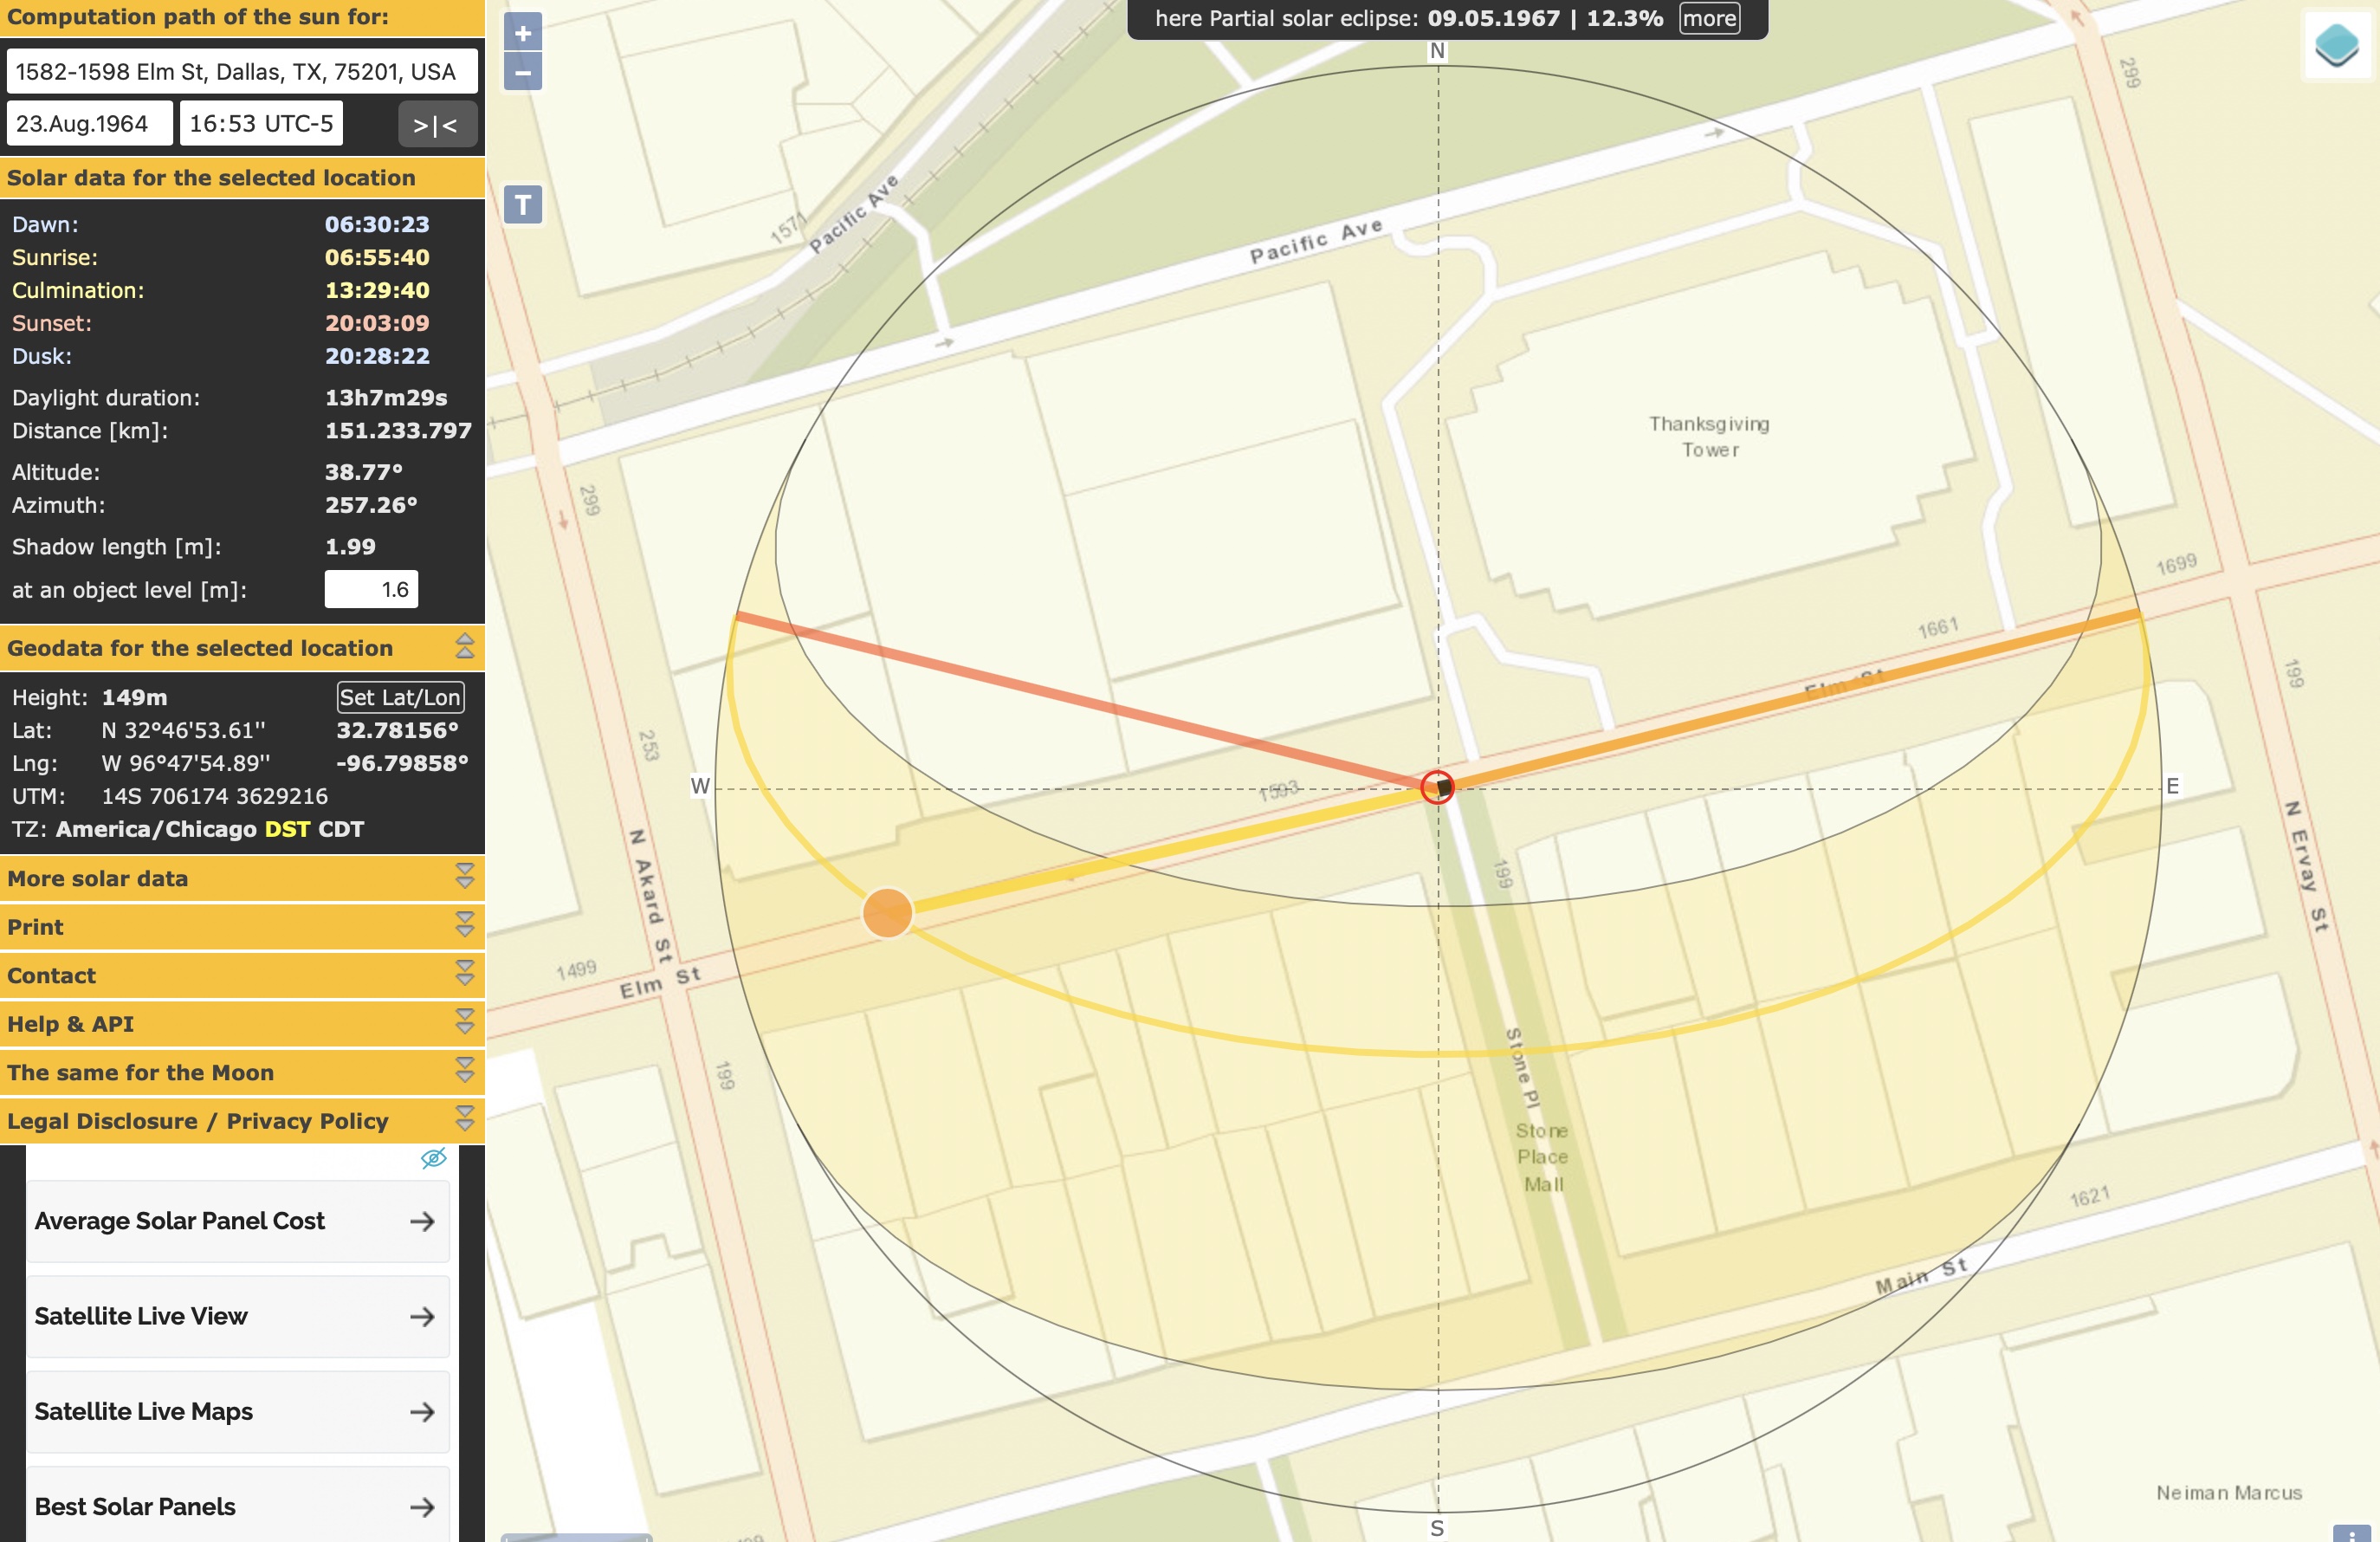 Computation path of the sun for:
1582-1598 Elm St, Dallas, TX, 75201, USA
23.Aug.1964
16:53 UTC-5
>|<
Solar data for the selected location
Dawn: 06:30:23
Sunrise: 06:55:40
Culmination: 13:29:40
Sunset: 20:03:09
Dusk: 20:28:22
Daylight duration: 13h7m29s
Distance [km]: 151.233.797
Altitude: 38.77°
Azimuth: 257.26°
Shadow length [m]: 1.99
at an object level [m]: 1.6
Geodata for the selected location
Height: 149m Set Lat/Lon
Lat: N 32°46'53.61'' 32.78156°
Lng: W 96°47'54.89'' -96.79858°
UTM: 14S 706174 3629216
TZ: America/Chicago DST CDT
More solar data
Print
Contact
Help & API
The same for the Moon
Legal Disclosure / Privacy Policy
Average Solar Panel Cost
Satellite Live View
Satellite Live Maps
Best Solar Panels
+
−
T
here Partial solar eclipse: 09.05.1967 | 12.3% more
N
299
1571
Pacific Ave
Pacific Ave
Thanksgiving
Tower
299
1699
1661
Elm St
199
253
W
1593
E
N Akard St
199
N Ervay St
1499
Elm St
199
Stone Pl
Stone
Place
Mall
1621
Main St
Neiman Marcus
S
i